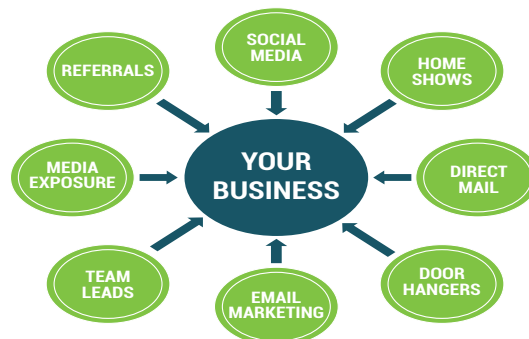 SOCIAL
MEDIA
REFERRALS
HOME
SHOWS
MEDIA
EXPOSURE
YOUR
BUSINESS
DIRECT
MAIL
TEAM
LEADS
EMAIL
MARKETING
DOOR
HANGERS